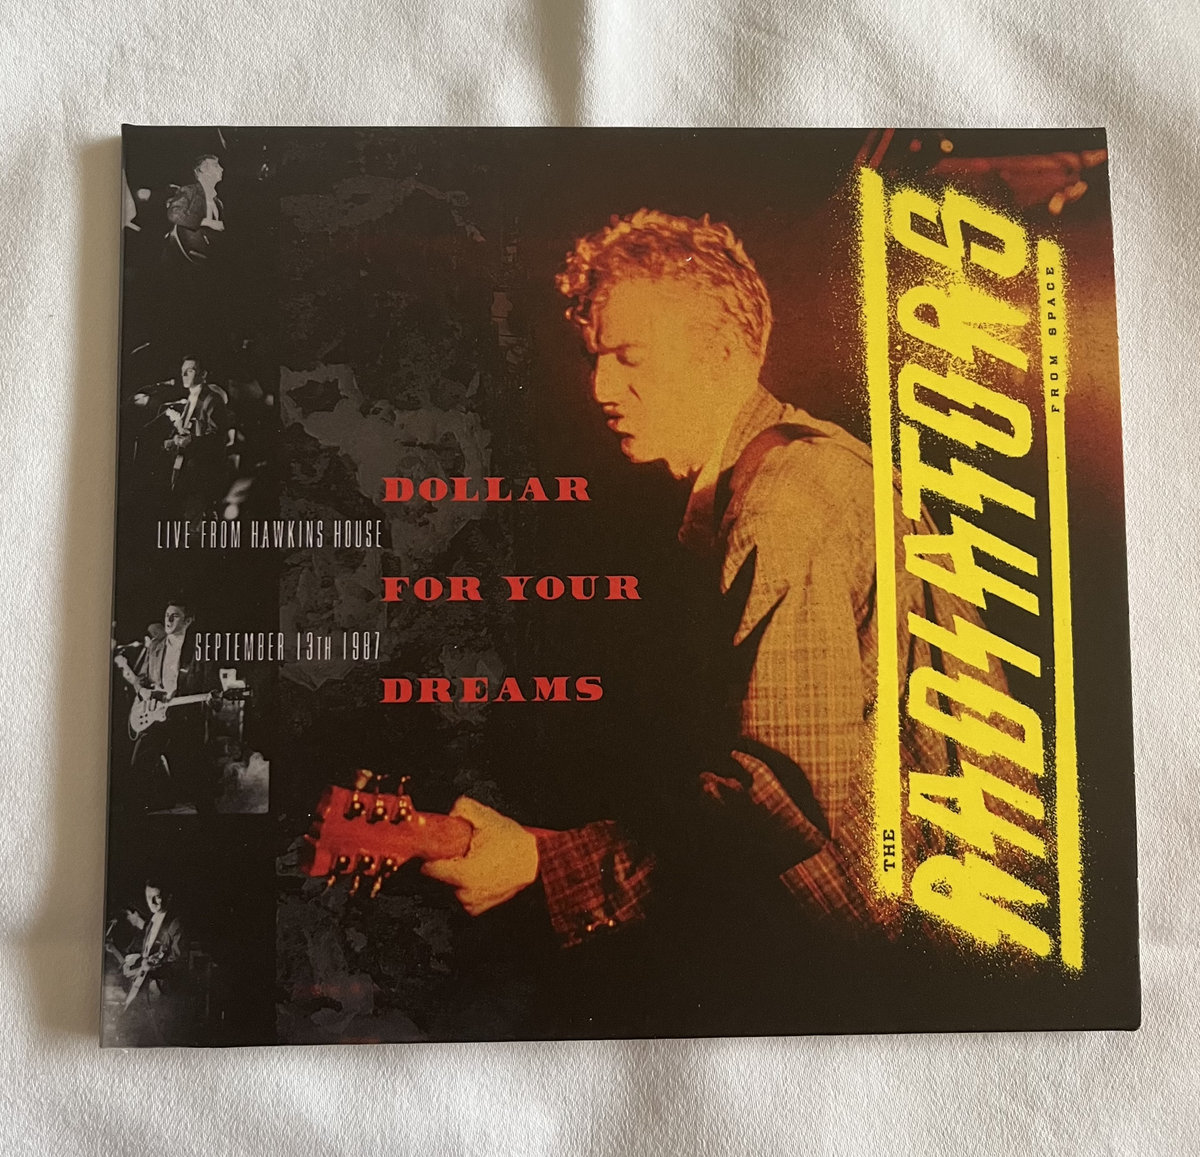 DOLLAR
FOR YOUR
DREAMS
LIVE FROM HAWKINS HOUSE
SEPTEMBER 13TH 1987
THE
RADIATORS
FROM SPACE